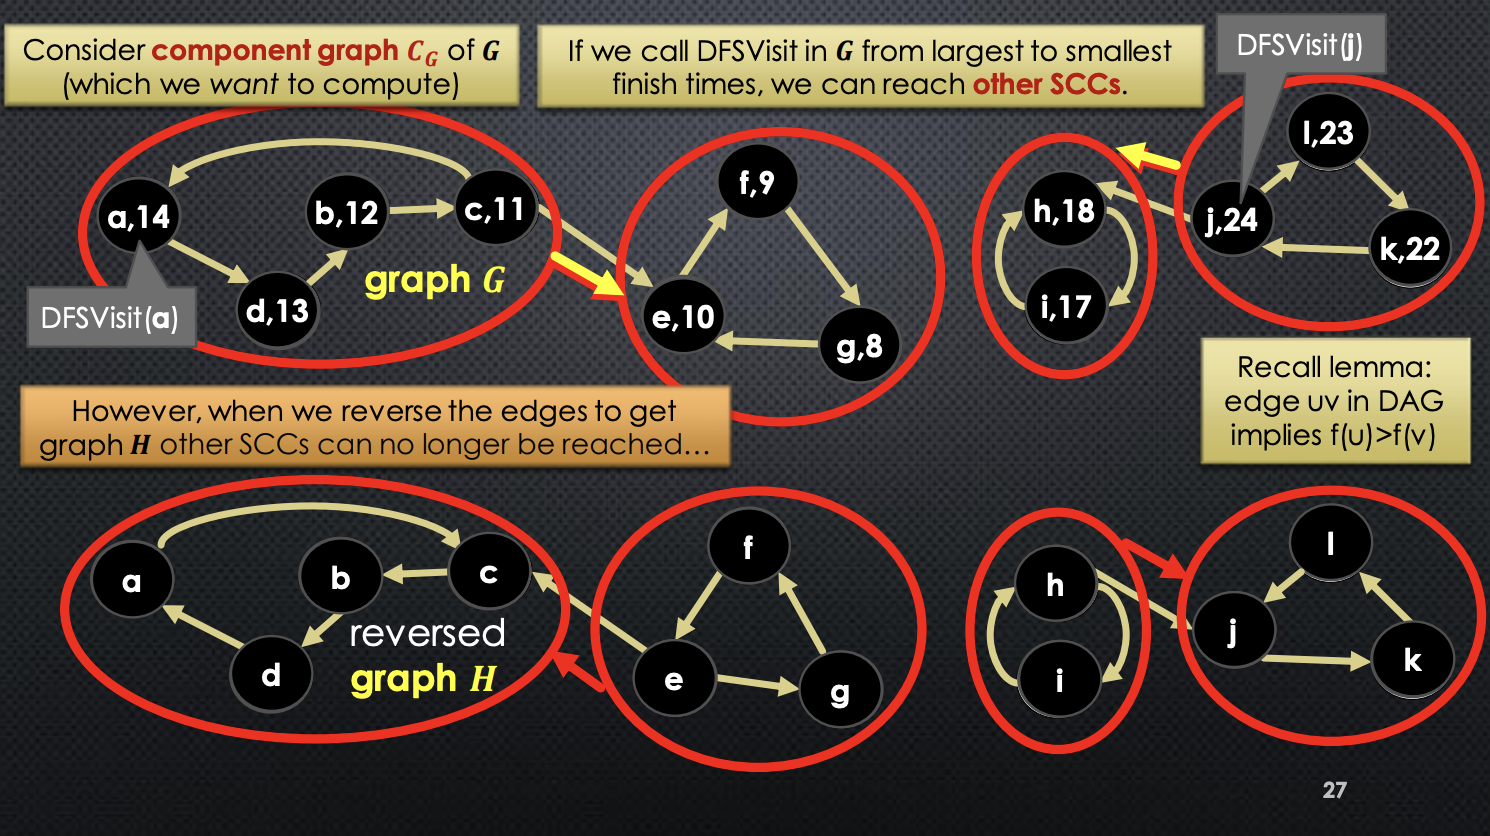 Consider component graph C_G of G
(which we want to compute)
If we call DFSVisit in G from largest to smallest
finish times, we can reach other SCCs.
DFSVisit(j)
a,14
b,12
c,11
d,13
graph G
DFSVisit(a)
f,9
e,10
g,8
h,18
i,17
l,23
j,24
k,22
Recall lemma:
edge uv in DAG
implies f(u)>f(v)
However, when we reverse the edges to get
graph H other SCCs can no longer be reached…
a
b
c
d
reversed
graph H
f
e
g
h
i
l
j
k
27